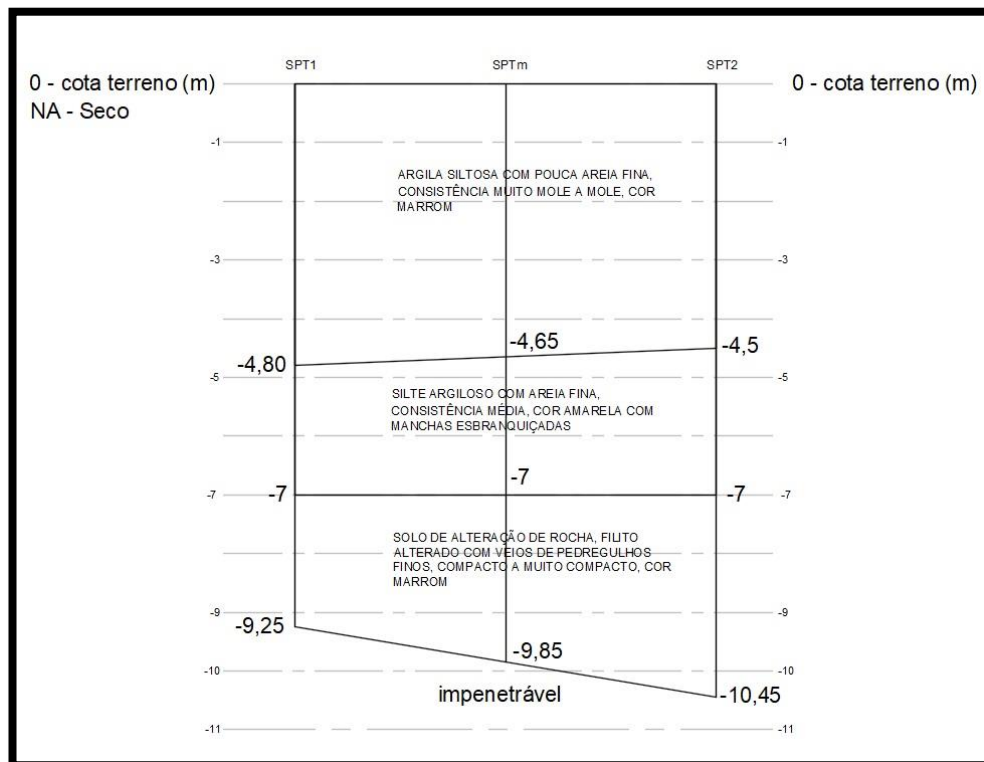 SPT1 SPTm SPT2
0 - cota terreno (m) 0 - cota terreno (m)
NA - Seco
-1 -1
ARGILA SILTOSA COM POUCA AREIA FINA,
CONSISTÊNCIA MUITO MOLE A MOLE, COR
MARROM
-3 -3
-4,80 -4,65 -4,5
-5 -5
SILTE ARGILOSO COM AREIA FINA,
CONSISTÊNCIA MÉDIA, COR AMARELA COM
MANCHAS ESBRANQUIÇADAS
-7 -7 -7 -7 -7
SOLO DE ALTERAÇÃO DE ROCHA, FILITO
ALTERADO COM VEIOS DE PEDREGULHOS
FINOS, COMPACTO A MUITO COMPACTO, COR
MARROM
-9 -9
-9,25 -9,85
-10 -10
impenetrável -10,45
-11 -11